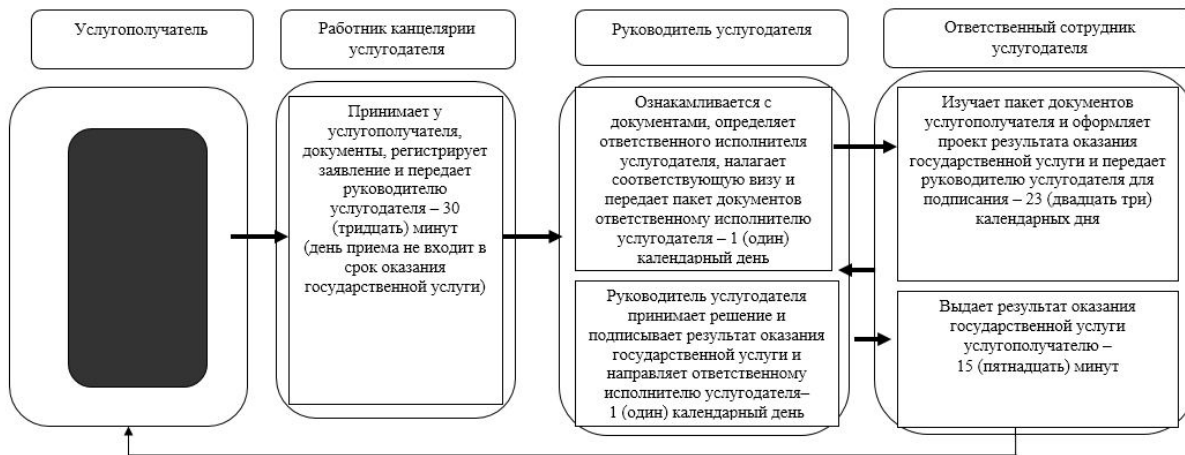 Услугополучатель
Работник канцелярии
услугодателя
Руководитель услугодателя
Ответственный сотрудник
услугодателя
Принимает у
услугополучателя,
документы, регистрирует
заявление и передает
руководителю
услугодателя – 30
(тридцать) минут
(день приема не входит в
срок оказания
государственной услуги)
Ознакамливается с
документами, определяет
ответственного исполнителя
услугодателя, налагает
соответствующую визу и
передает пакет документов
ответственному исполнителю
услугодателя – 1 (один)
календарный день
Руководитель услугодателя
принимает решение и
подписывает результат оказания
государственной услуги и
направляет ответственному
исполнителю услугодателя–
1 (один) календарный день
Изучает пакет документов
услугополучателя и оформляет
проект результата оказания
государственной услуги и передает
руководителю услугодателя для
подписания – 23 (двадцать три)
календарных дня
Выдает результат оказания
государственной услуги
услугополучателю –
15 (пятнадцать) минут